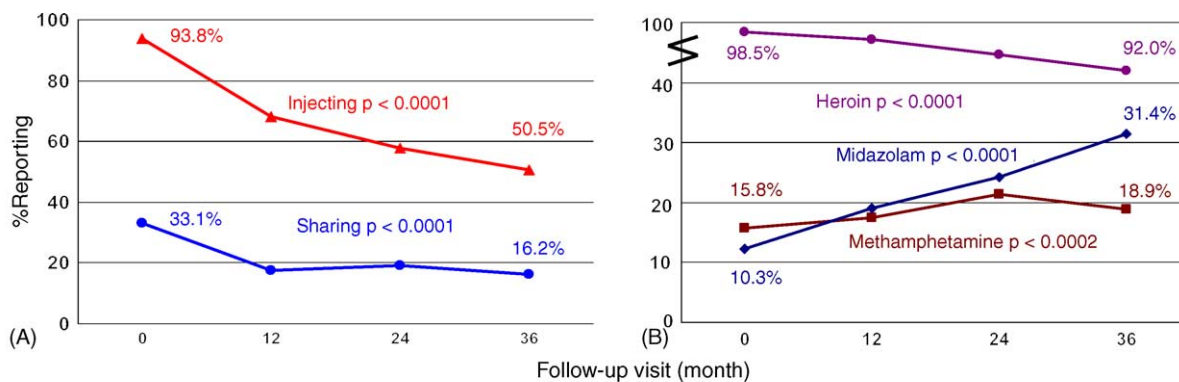 %Reporting
100
80
60
40
20
0
93.8%
Injecting p < 0.0001
50.5%
33.1%
Sharing p < 0.0001
16.2%
0 12 24 36
(A)
100
40
30
20
10
0
98.5%
92.0%
Heroin p < 0.0001
31.4%
Midazolam p < 0.0001
15.8%
18.9%
Methamphetamine p < 0.0002
10.3%
0 12 24 36
(B)
Follow-up visit (month)